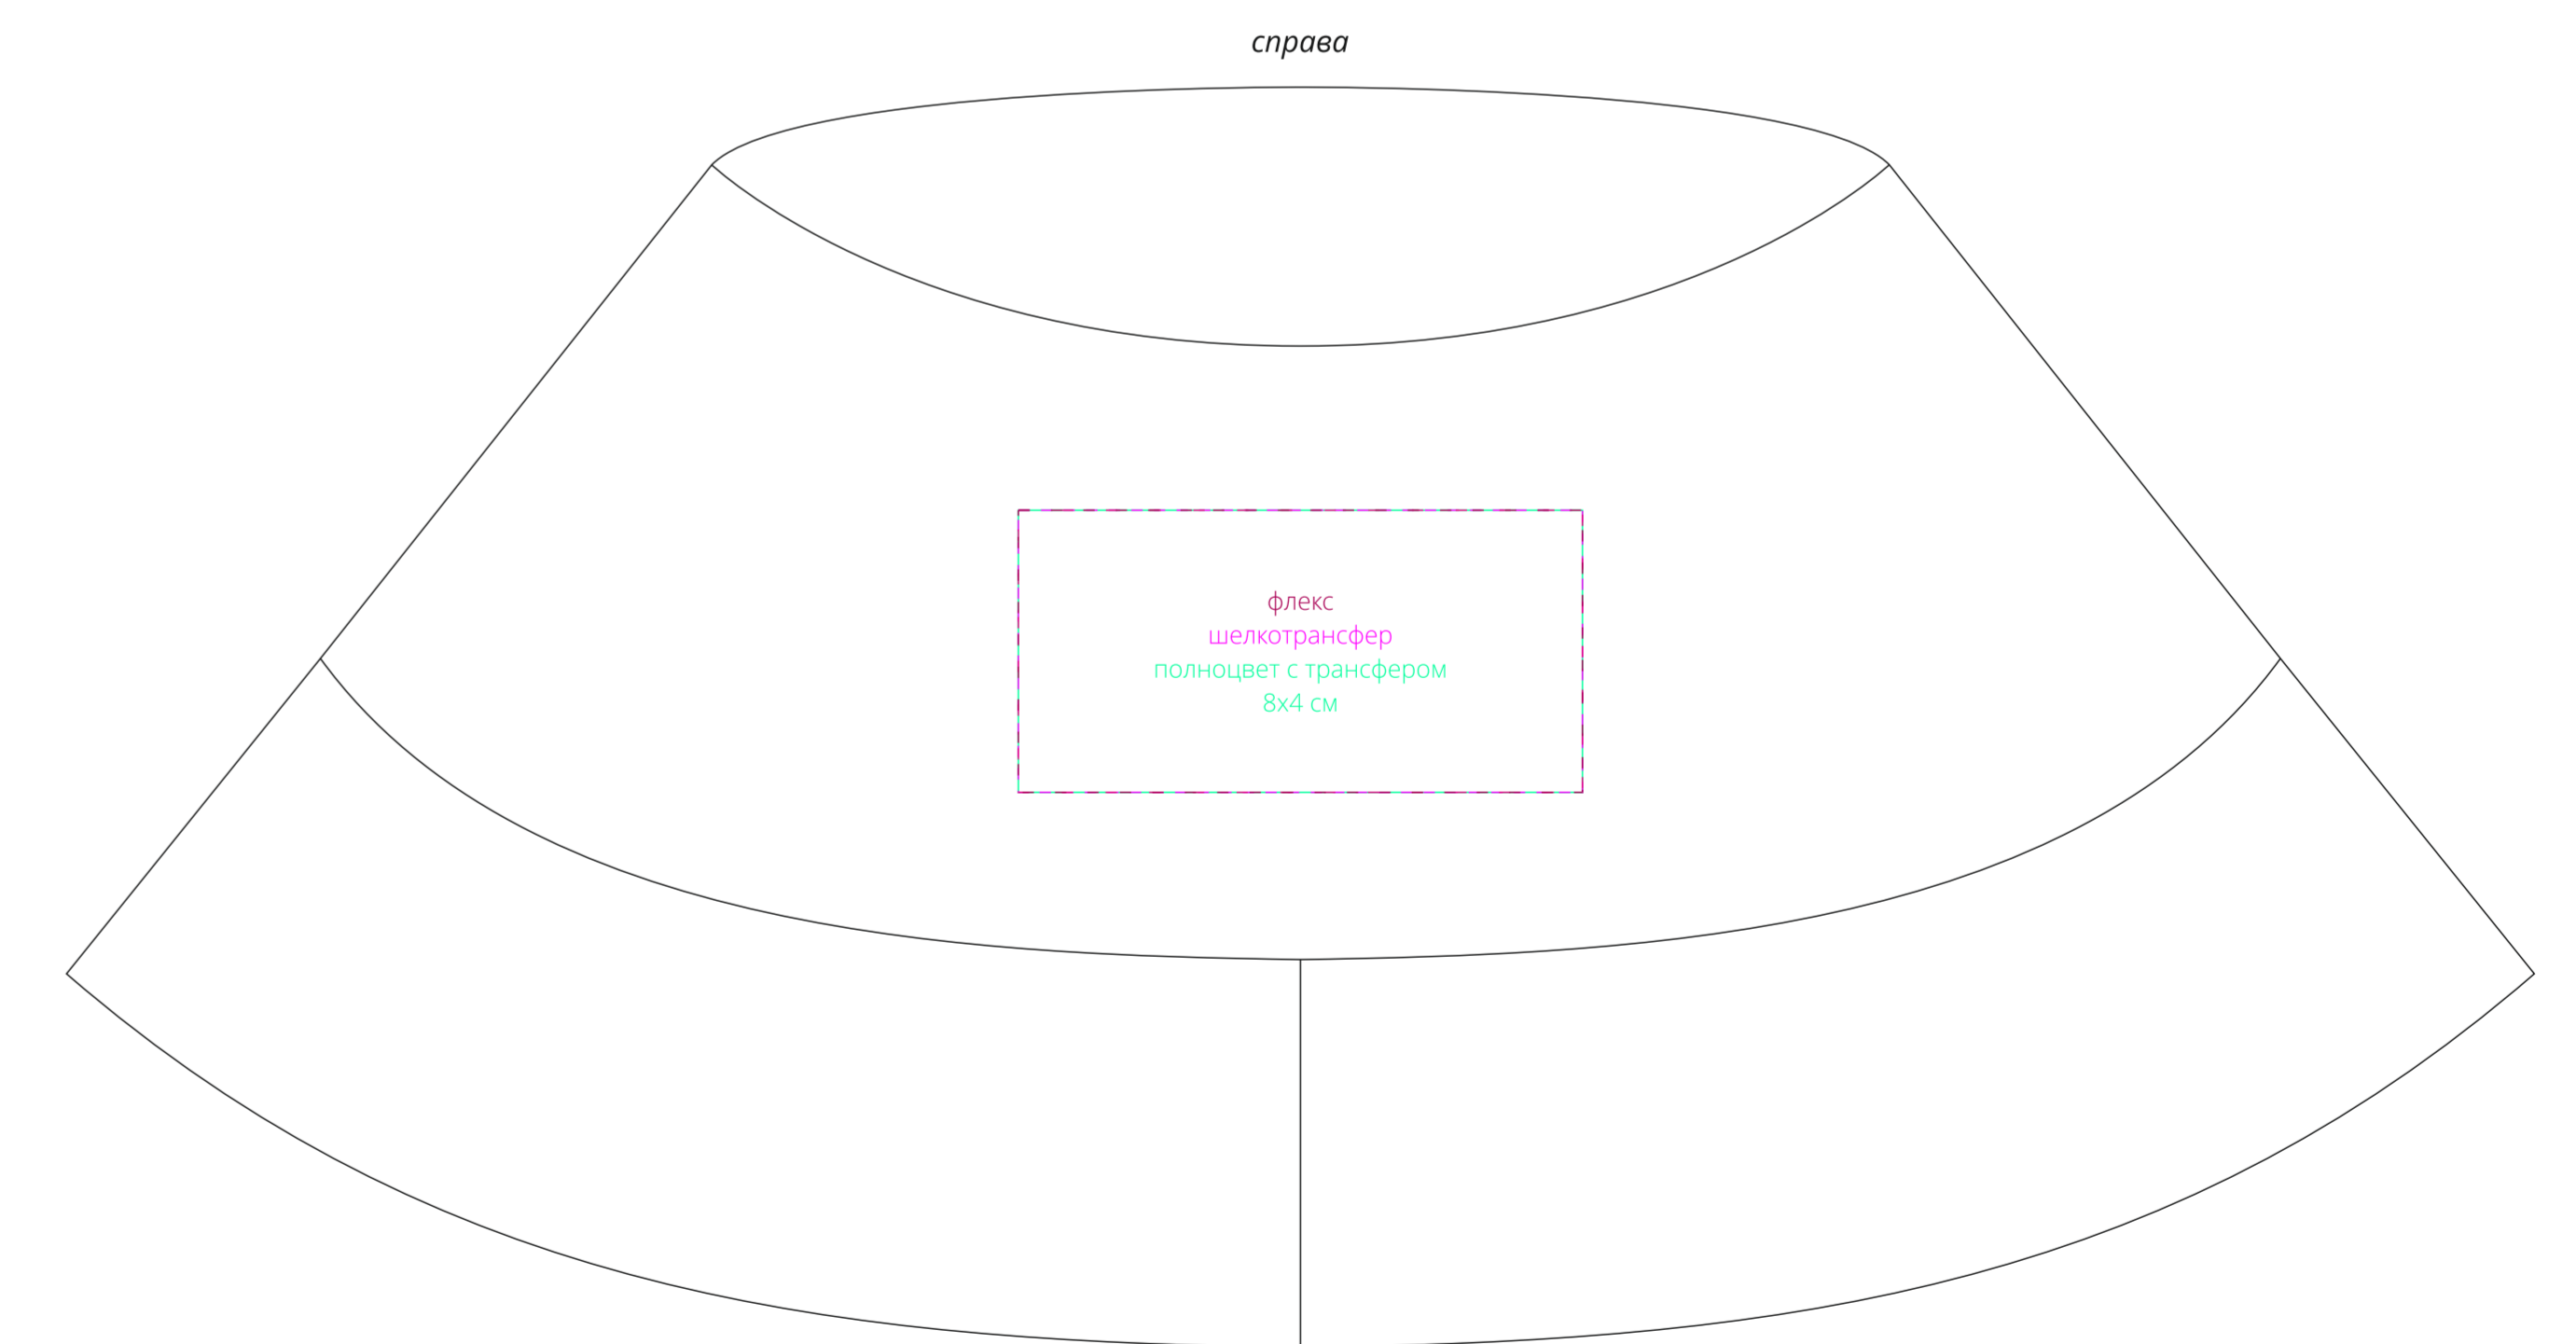 справа
флекс
шелкотрансфер
полноцвет с трансфером
8х4 см